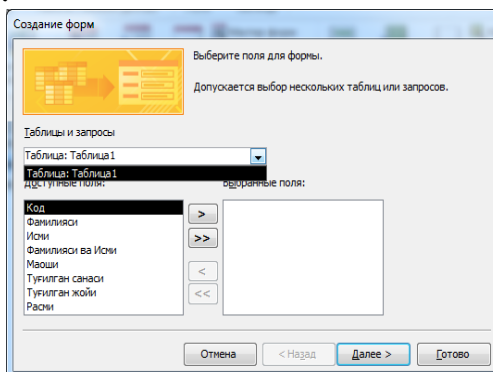 Создание форм
Выберите поля для формы.
Допускается выбор нескольких таблиц или запросов.
Таблицы и запросы
Таблица: Таблица1
Таблица: Таблица1
Доступные поля:
Выбранные поля:
Код
Фамилияси
Исми
Фамилияси ва Исми
Маоши
Туғилган санаси
Туғилган жойи
Расми
>
>>
<
<<
Отмена
< Назад
Далее >
Готово